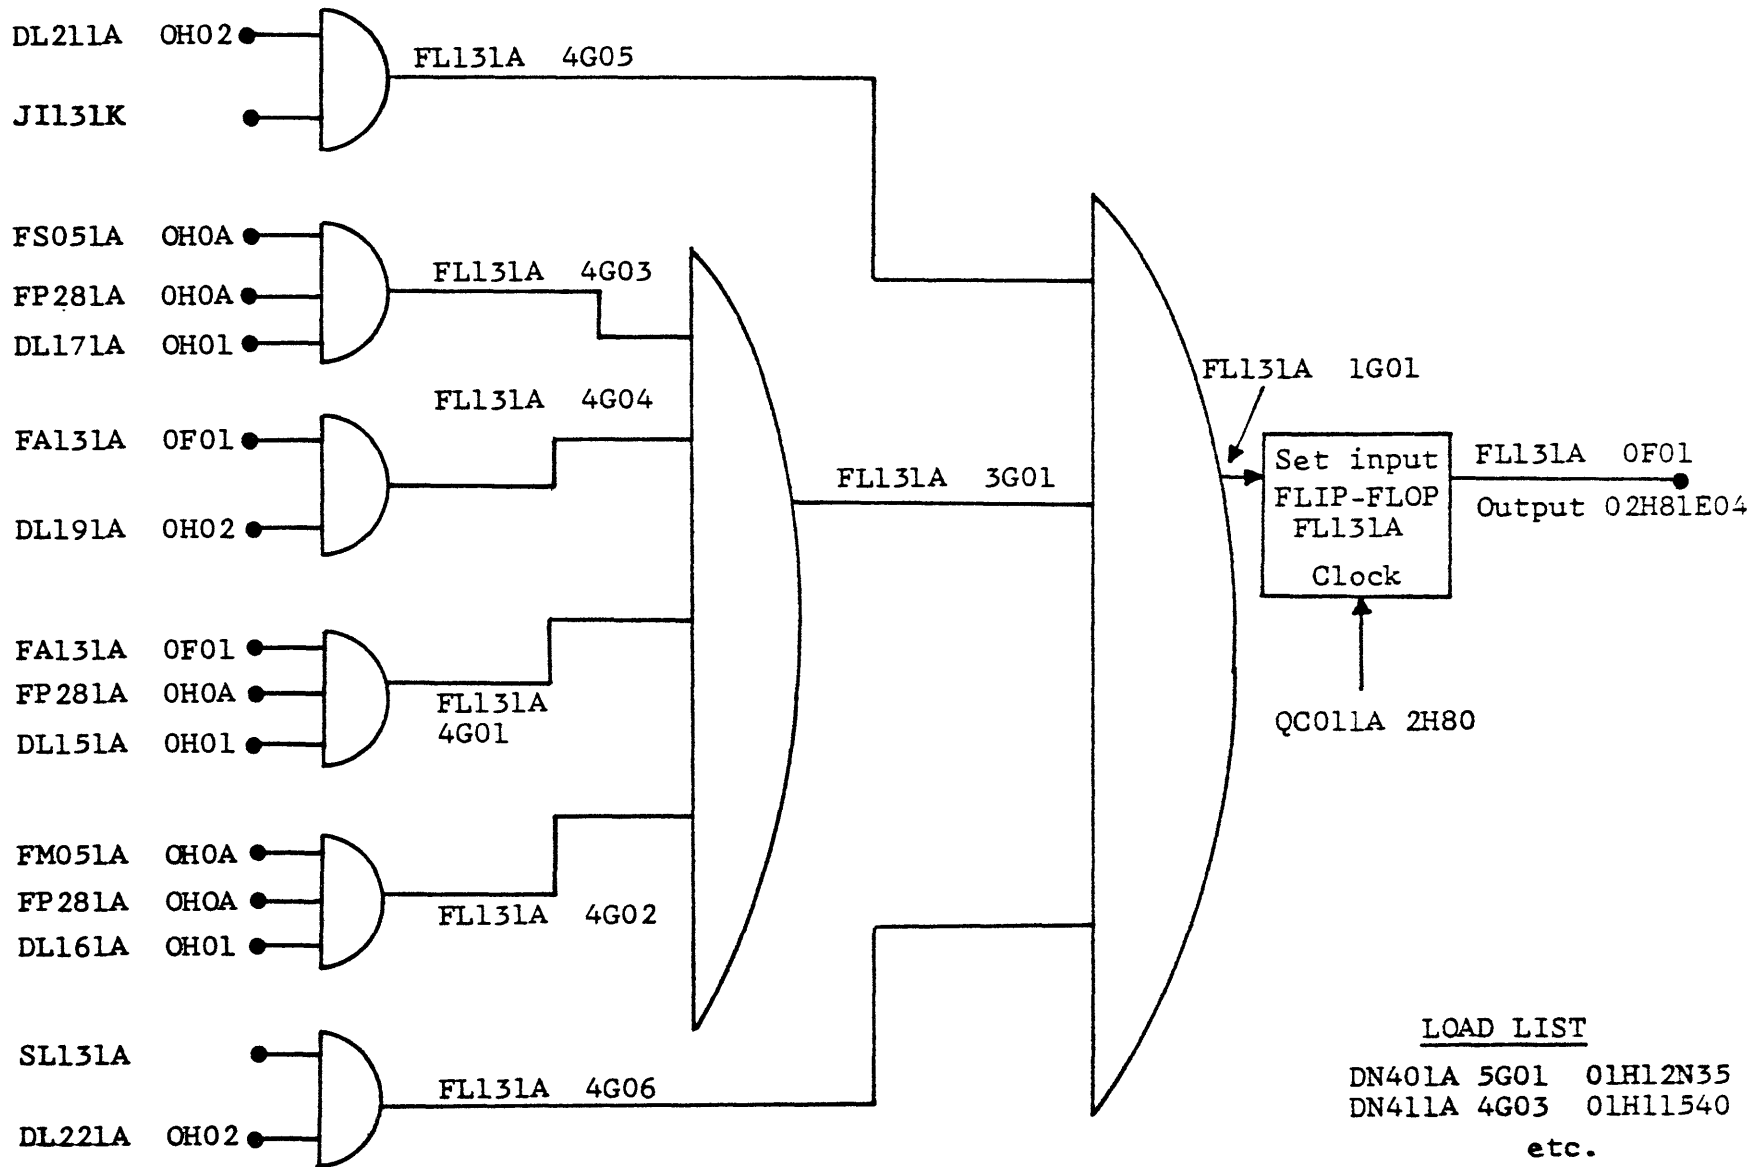 DL211A OH02
FL131A 4G05
JI131K
FS051A OH0A
FL131A 4G03
FP281A OH0A
DL171A OH01
FL131A 4G04
FA131A OF01
DL191A OH02
FL131A 3G01
FL131A 1G01
Set input
FLIP-FLOP
FL131A
Clock
FL131A OF01
Output 02H81E04
QC011A 2H80
FA131A OF01
FP281A OH0A
FL131A
4G01
DL151A OH01
FM051A OH0A
FP281A OH0A
FL131A 4G02
DL161A OH01
SL131A
FL131A 4G06
DL221A OH02
LOAD LIST
DN401A 5G01 01H12N35
DN411A 4G03 01H11540
etc.